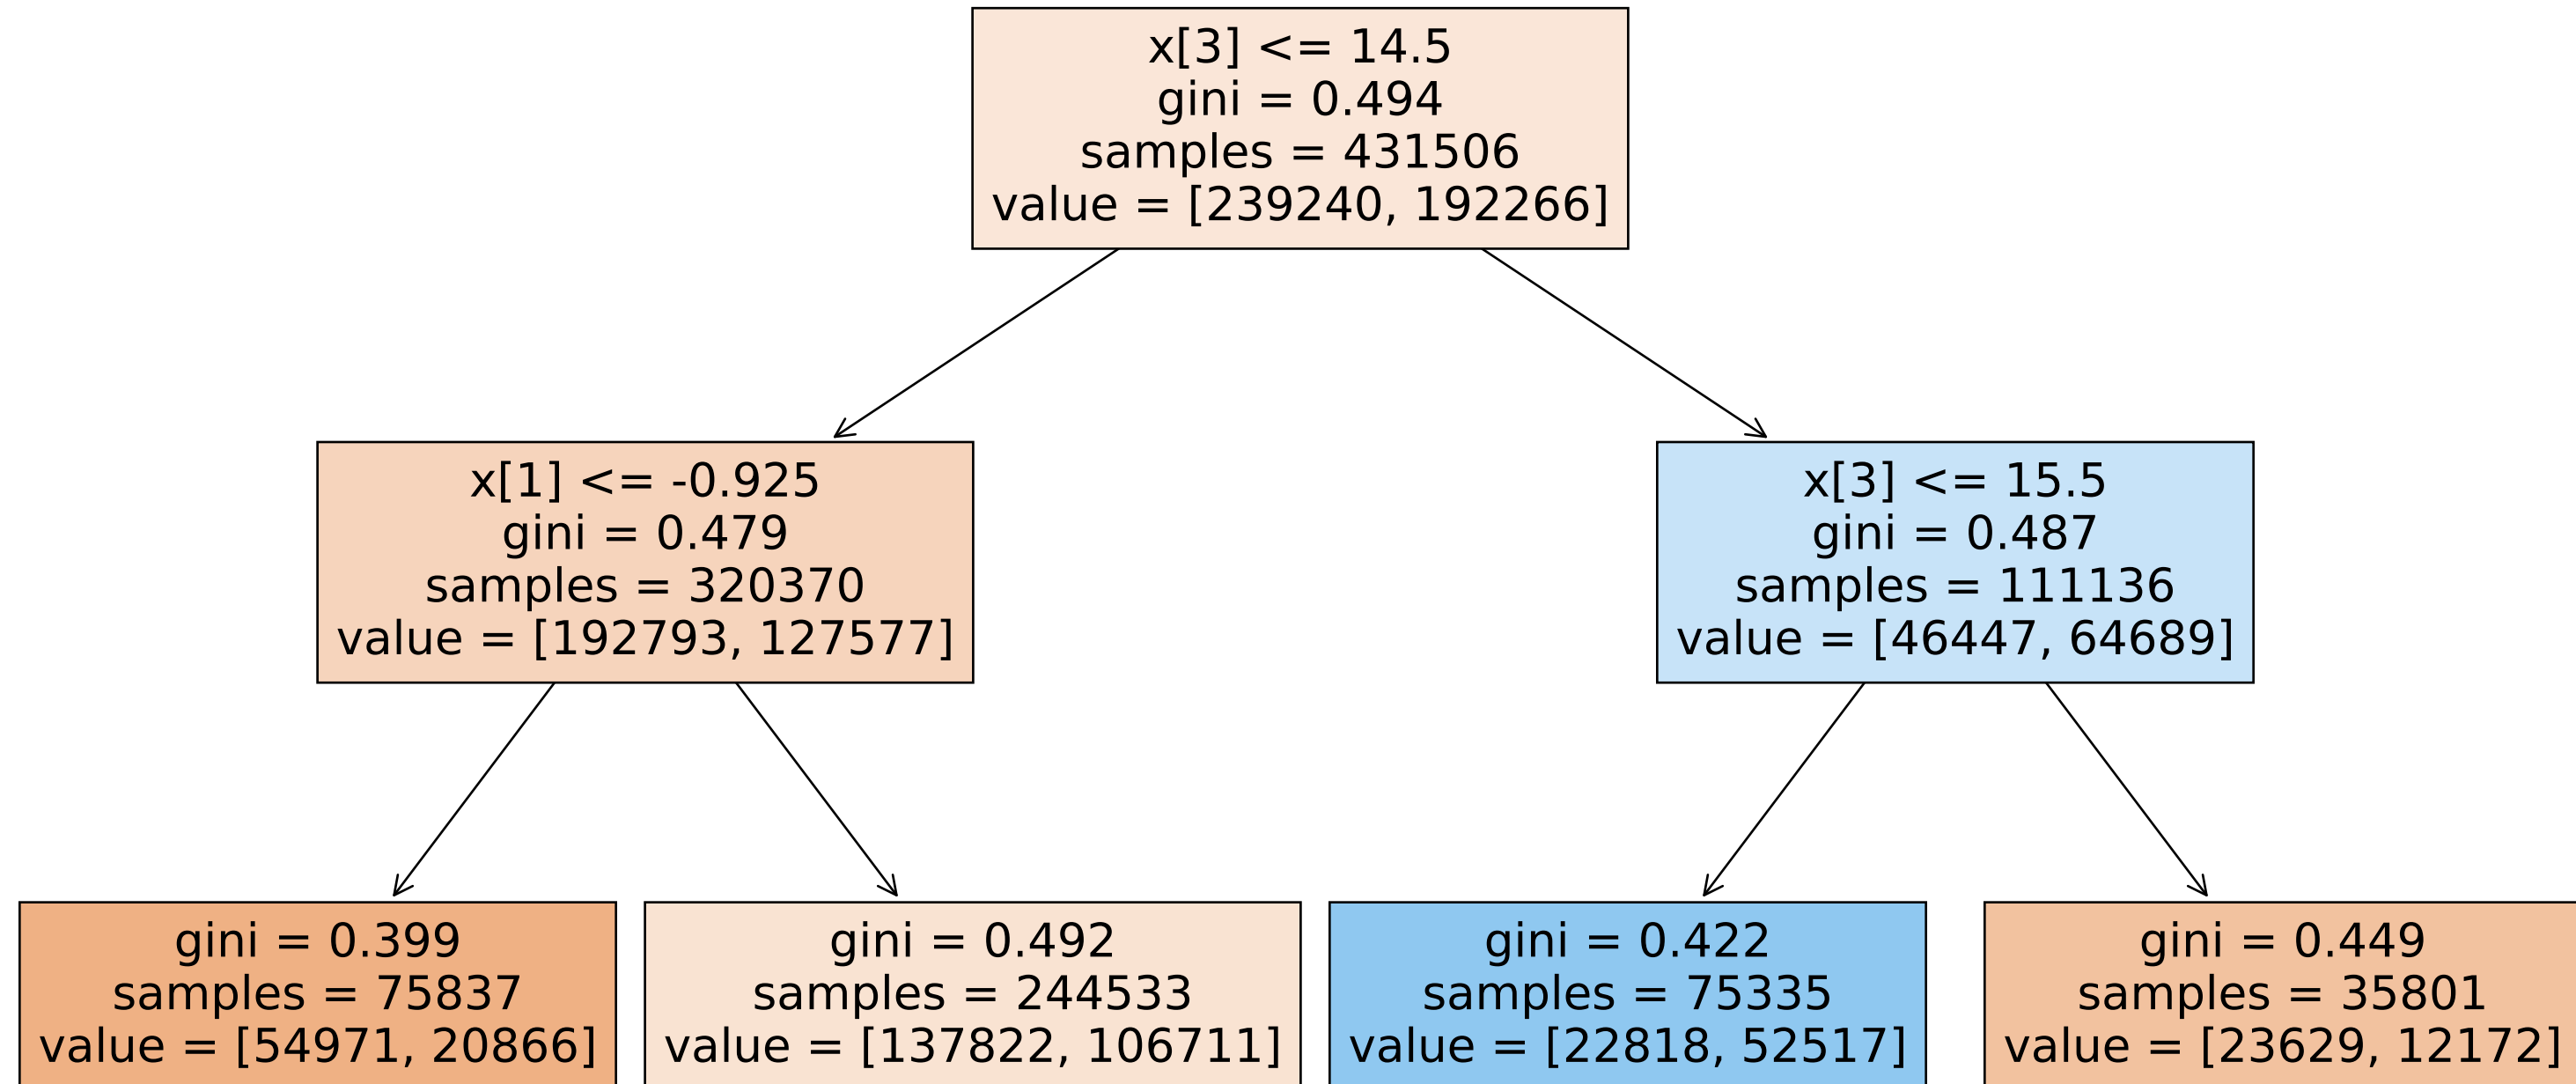 x[3] <= 14.5
gini = 0.494
samples = 431506
value = [239240, 192266]
x[1] <= -0.925
gini = 0.479
samples = 320370
value = [192793, 127577]
x[3] <= 15.5
gini = 0.487
samples = 111136
value = [46447, 64689]
gini = 0.399
samples = 75837
value = [54971, 20866]
gini = 0.492
samples = 244533
value = [137822, 106711]
gini = 0.422
samples = 75335
value = [22818, 52517]
gini = 0.449
samples = 35801
value = [23629, 12172]